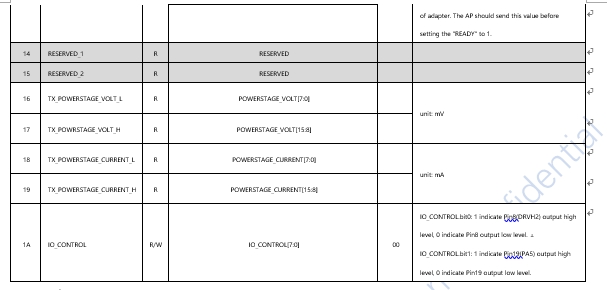 of adapter. The AP should send this value before
setting the "READY" to 1.
14 RESERVED_1 R RESERVED
15 RESERVED_2 R RESERVED
16 TX_POWERSTAGE_VOLT_L R POWERSTAGE_VOLT[7:0]
unit: mV
17 TX_POWRSTAGE_VOLT_H R POWERSTAGE_VOLT[15:8]
18 TX_POWERSTAGE_CURRENT_L R POWERSTAGE_CURRENT[7:0]
unit: mA
19 TX_POWERSTAGE_CURRENT_H R POWERSTAGE_CURRENT[15:8]
1A IO_CONTROL R/W IO_CONTROL[7:0] 00
IO_CONTROL.bit0: 1 indicate Pin8(DRVH2) output high
level, 0 indicate Pin8 output low level.
IO_CONTROL.bit1: 1 indicate Pin19(PA5) output high
level, 0 indicate Pin19 output low level.
fidential